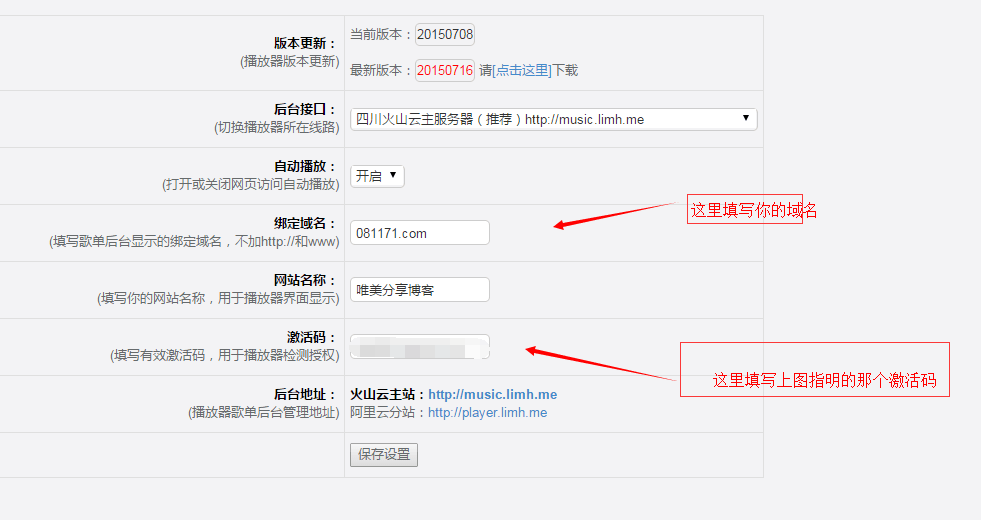 版本更新：
(播放器版本更新)
当前版本：20150708
最新版本：20150716 请[点击这里]下载
后台接口：
(切换播放器所在线路)
四川火山云主服务器（推荐）http://music.limh.me
自动播放：
(打开或关闭网页访问自动播放)
开启
绑定域名：
(填写歌单后台显示的绑定域名，不加http://和www)
081171.com
这里填写你的域名
网站名称：
(填写你的网站名称，用于播放器界面显示)
唯美分享博客
激活码：
(填写有效激活码，用于播放器检测授权)
这里填写上图指明的那个激活码
后台地址：
(播放器歌单后台管理地址)
火山云主站：http://music.limh.me
阿里云分站：http://player.limh.me
保存设置